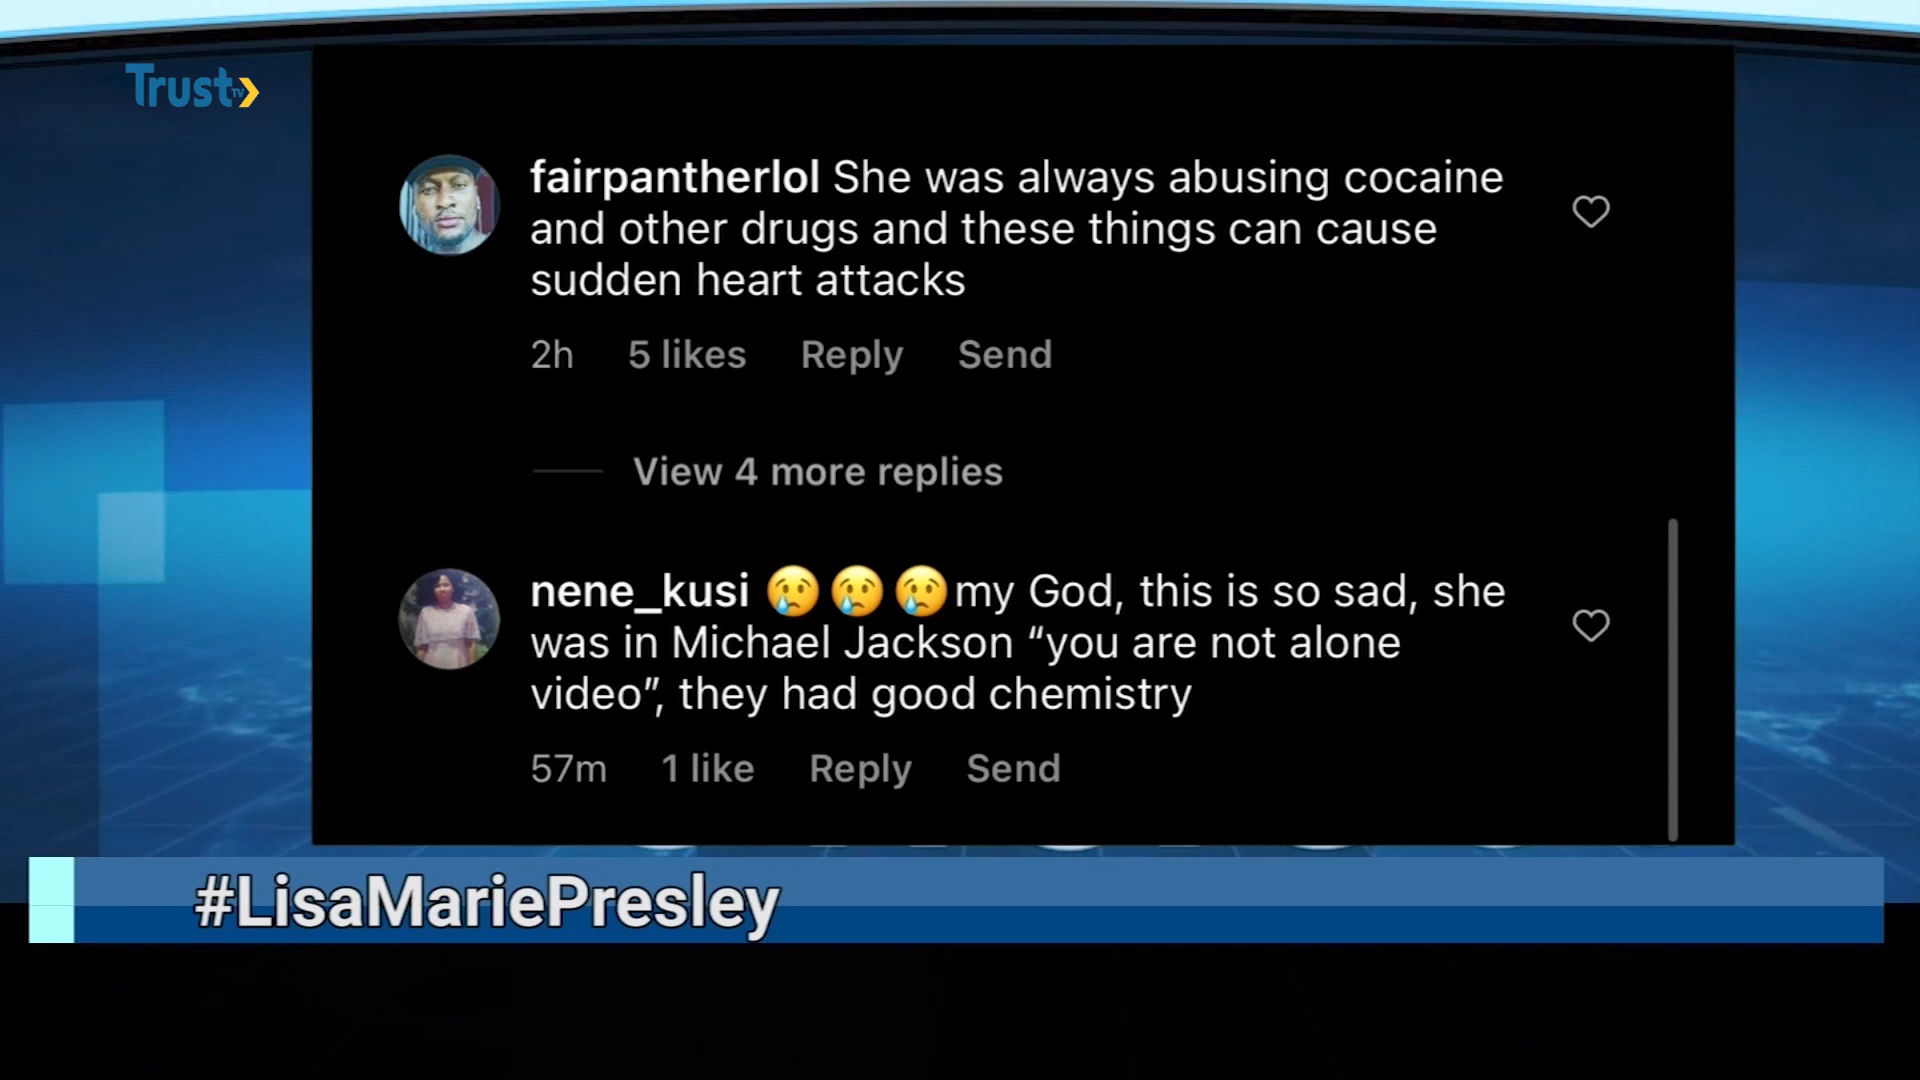 Trust TV
fairpantherlol She was always abusing cocaine
and other drugs and these things can cause
sudden heart attacks
2h 5 likes Reply Send
View 4 more replies
nene_kusi 😢😢😢my God, this is so sad, she
was in Michael Jackson “you are not alone
video”, they had good chemistry
57m 1 like Reply Send
#LisaMariePresley